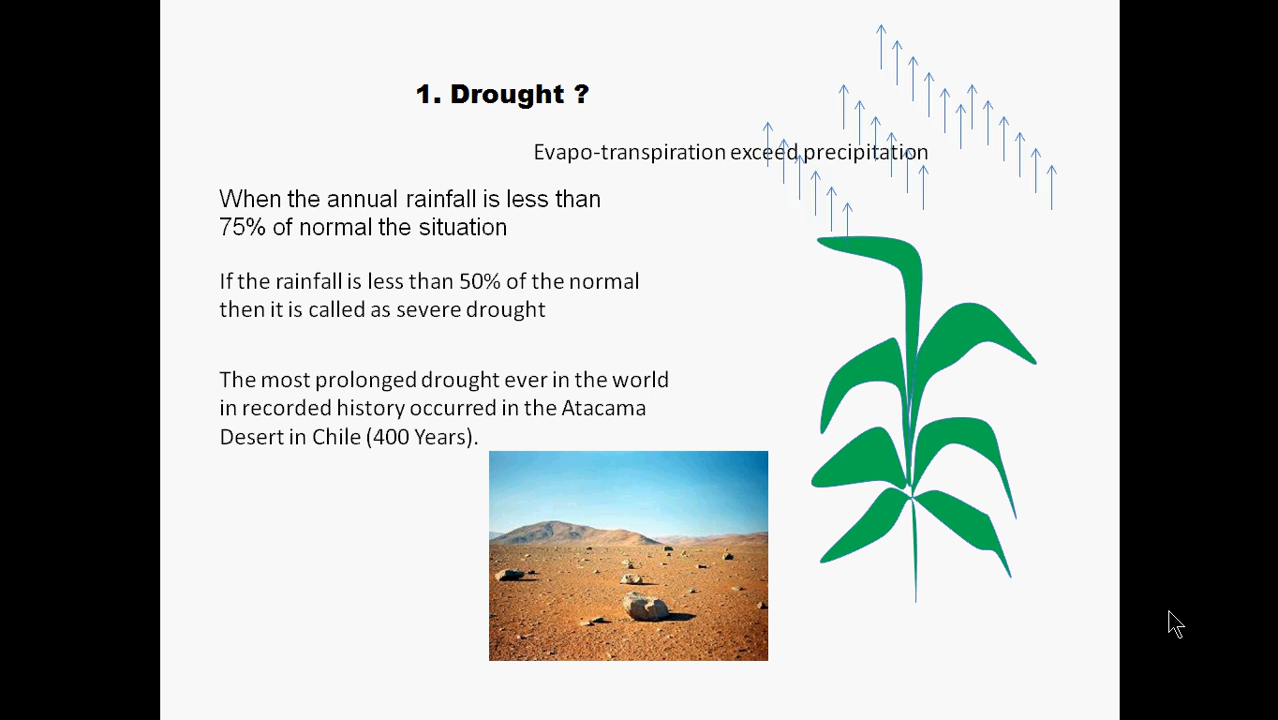 1. Drought ?
Evapo-transpiration exceed precipitation
When the annual rainfall is less than
75% of normal the situation
If the rainfall is less than 50% of the normal
then it is called as severe drought
The most prolonged drought ever in the world
in recorded history occurred in the Atacama
Desert in Chile (400 Years).